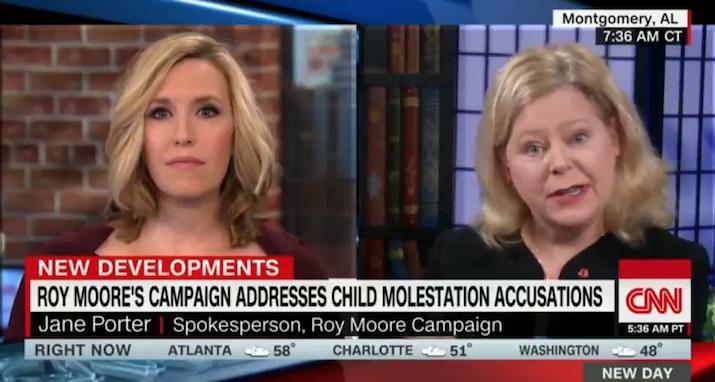 Montgomery, AL
7:36 AM CT
NEW DEVELOPMENTS
ROY MOORE'S CAMPAIGN ADDRESSES CHILD MOLESTATION ACCUSATIONS
CNN
Jane Porter | Spokesperson, Roy Moore Campaign
5:36 AM PT
RIGHT NOW ATLANTA 58° CHARLOTTE 51° WASHINGTON 48°
NEW DAY